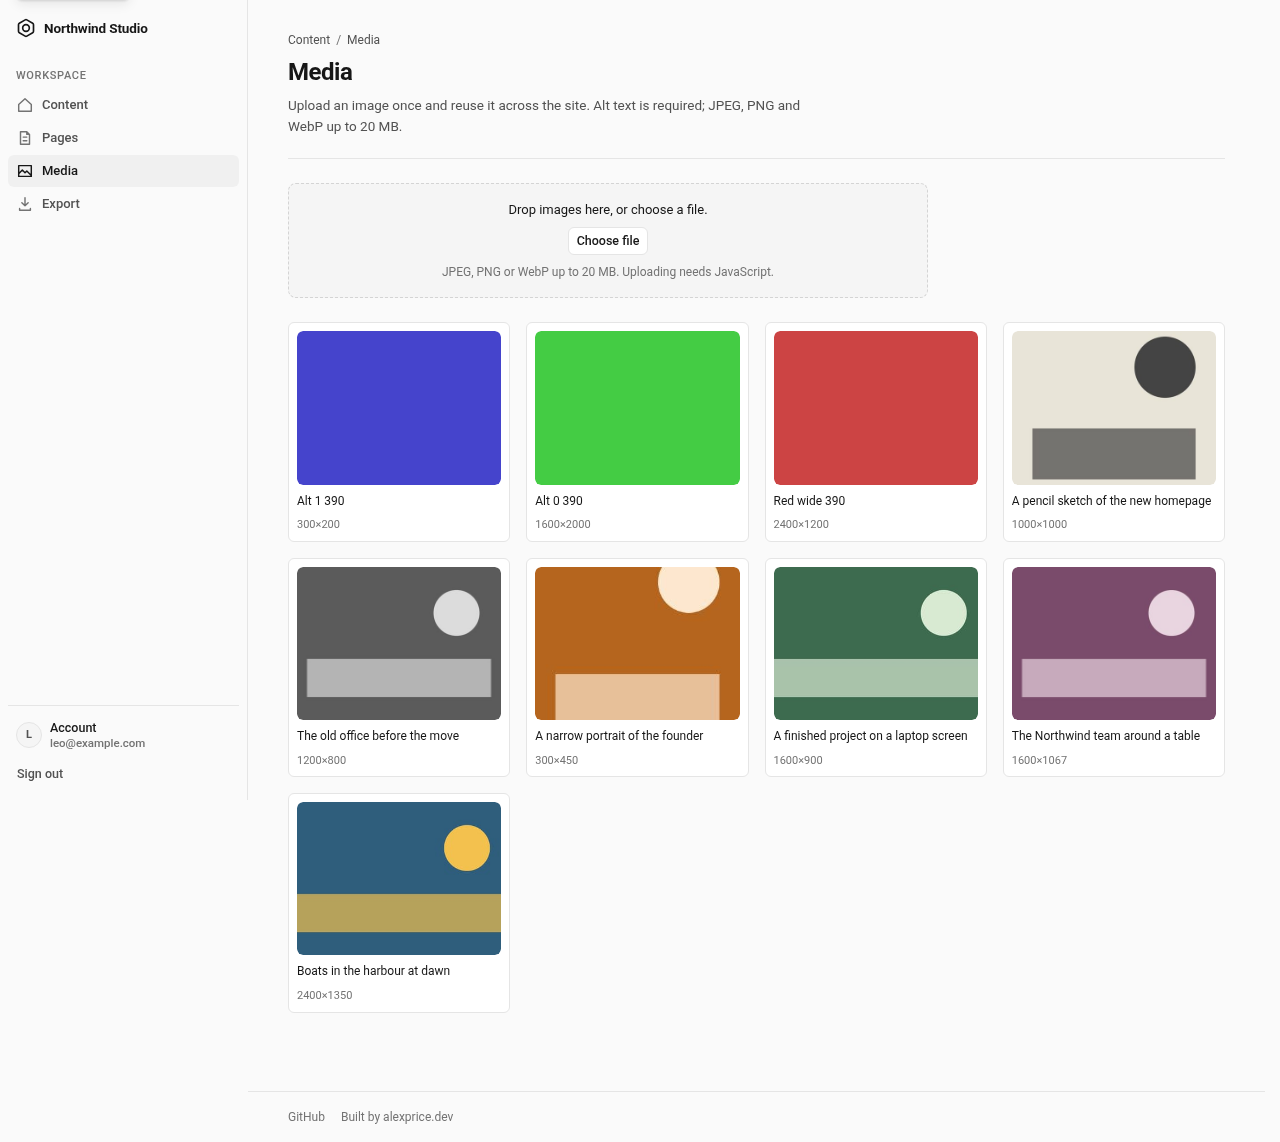 Northwind Studio
WORKSPACE
Content
Pages
Media
Export
Account
L
leo@example.com
Sign out
Content / Media
Media
Upload an image once and reuse it across the site. Alt text is required; JPEG, PNG and
WebP up to 20 MB.
Drop images here, or choose a file.
Choose file
JPEG, PNG or WebP up to 20 MB. Uploading needs JavaScript.
Alt 1 390
300×200
Alt 0 390
1600×2000
Red wide 390
2400×1200
A pencil sketch of the new homepage
1000×1000
The old office before the move
1200×800
A narrow portrait of the founder
300×450
A finished project on a laptop screen
1600×900
The Northwind team around a table
1600×1067
Boats in the harbour at dawn
2400×1350
GitHub Built by alexprice.dev